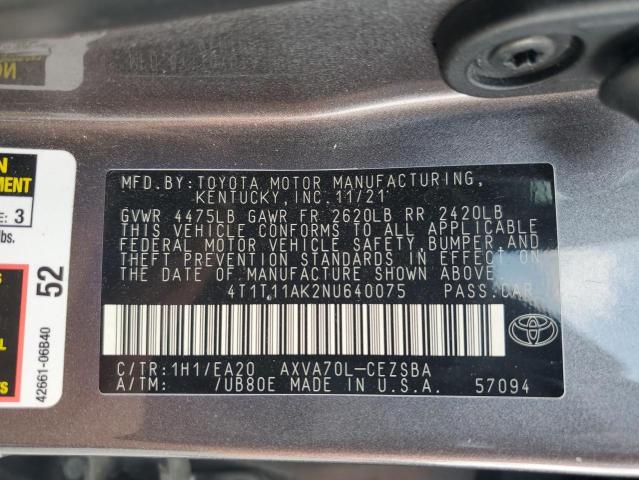 MFD.BY:TOYOTA MOTOR MANUFACTURING,
KENTUCKY, INC.11/21
GVWR 4475LB GAWR FR 2620LB RR 2420LB
THIS VEHICLE CONFORMS TO ALL APPLICABLE
FEDERAL MOTOR VEHICLE SAFETY, BUMPER AND
THEFT PREVENTION STANDARDS IN EFFECT ON
THE DATE OF MANUFACTURE SHOWN ABOVE.
4T1T11AK2NU640075 PASS.CAR
C/TR:1H1/EA20 AXVA70L-CEZSBA
A/TM: /UB80E MADE IN U.S.A. 57094
3
lbs.
52
42661-06B40